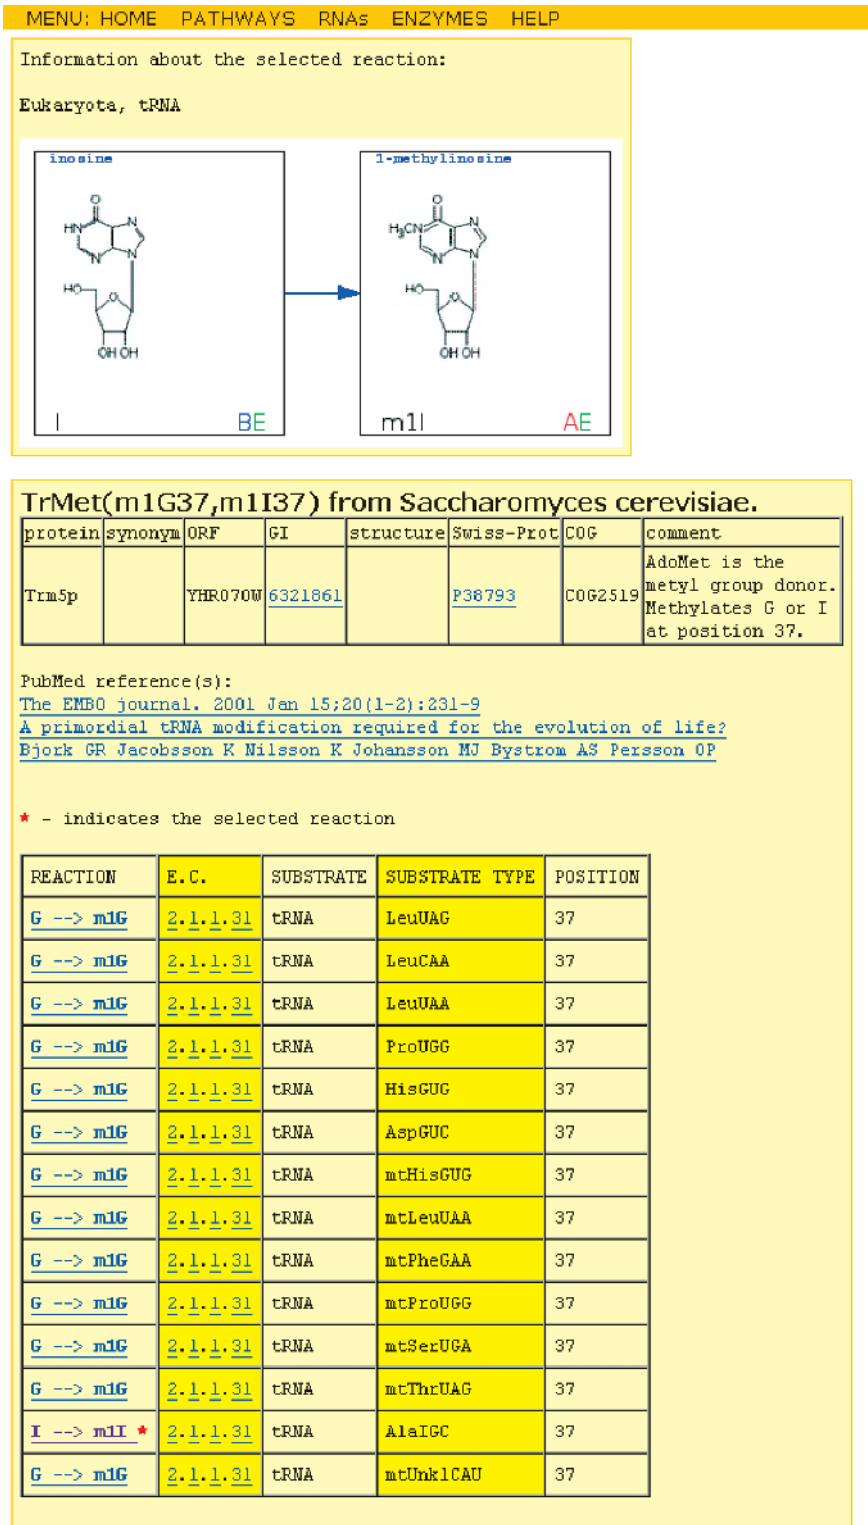 MENU: HOME PATHWAYS RNAs ENZYMES HELP
Information about the selected reaction:
Eukaryota, tRNA
inosine
1-methylinosine
O
HN
N
N
N
HO
O
OH OH
I
BE
O
H3CN
N
N
N
HO
O
OH OH
m1I
AE
TrMet(m1G37,m1I37) from Saccharomyces cerevisiae.
protein synonym ORF GI structure Swiss-Prot COG comment
Trm5p YHR070W 6321861 P38793 COG2519 AdoMet is the
metyl group donor.
Methylates G or I
at position 37.
PubMed reference(s):
The EMBO journal. 2001 Jan 15;20(1-2):231-9
A primordial tRNA modification required for the evolution of life?
Bjork GR Jacobsson K Nilsson K Johansson MJ Bystrom AS Persson OP
* - indicates the selected reaction
REACTION E.C. SUBSTRATE SUBSTRATE TYPE POSITION
G --> m1G 2.1.1.31 tRNA LeuUAG 37
G --> m1G 2.1.1.31 tRNA LeuCAA 37
G --> m1G 2.1.1.31 tRNA LeuUAA 37
G --> m1G 2.1.1.31 tRNA ProUGG 37
G --> m1G 2.1.1.31 tRNA HisGUG 37
G --> m1G 2.1.1.31 tRNA AspGUC 37
G --> m1G 2.1.1.31 tRNA mtHisGUG 37
G --> m1G 2.1.1.31 tRNA mtLeuUAA 37
G --> m1G 2.1.1.31 tRNA mtPheGAA 37
G --> m1G 2.1.1.31 tRNA mtProUGG 37
G --> m1G 2.1.1.31 tRNA mtSerUGA 37
G --> m1G 2.1.1.31 tRNA mtThrUAG 37
I --> m1I * 2.1.1.31 tRNA AlaIGC 37
G --> m1G 2.1.1.31 tRNA mtUnklCAU 37